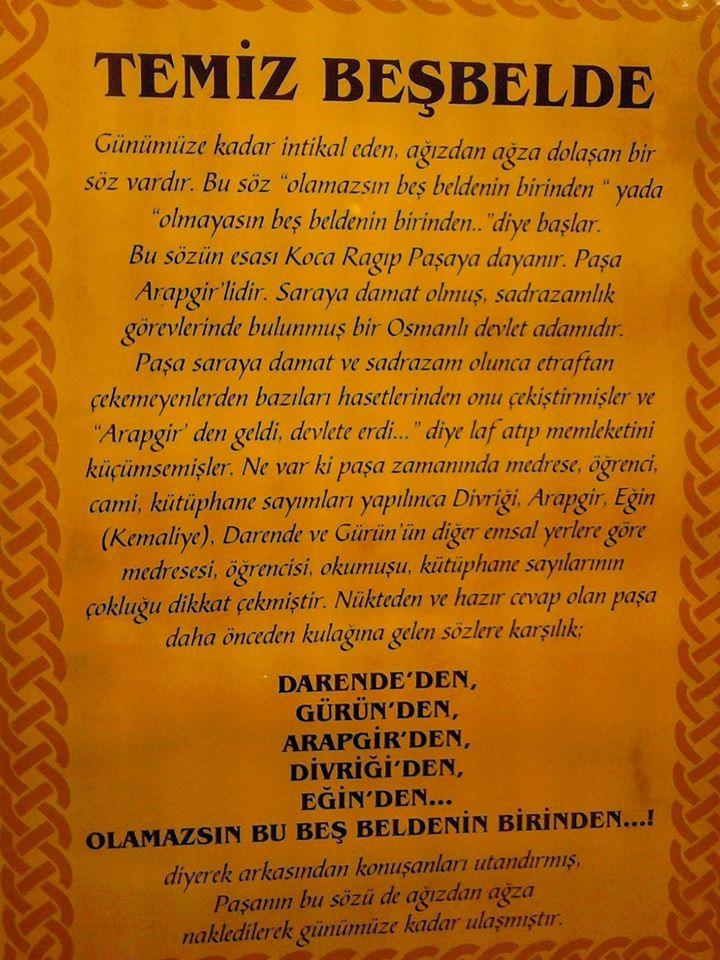 TEMİZ BEŞBELDE
Günümüze kadar intikal eden, ağızdan ağza dolaşan bir
söz vardır. Bu söz “olamazsın beş beldenin birinden “ yada
“olmayasın beş beldenin birinden..”diye başlar.
Bu sözün esası Koca Ragıp Paşaya dayanır. Paşa
Arapgir’lidir. Saraya damat olmuş, sadrazamlık
görevlerinde bulunmuş bir Osmanlı devlet adamıdır.
Paşa saraya damat ve sadrazam olunca etraftan
çekemeyenlerden bazıları hasetlerinden onu çekiştirmişler ve
“Arapgir’ den geldi, devlete erdi...” diye laf atıp memleketini
küçümsemişler. Ne var ki paşa zamanında medrese, öğrenci,
cami, kütüphane sayımları yapılınca Divriği, Arapgir, Eğin
(Kemaliye), Darende ve Gürün’ün diğer emsal yerlere göre
medresesi, öğrencisi, okumuşu, kütüphane sayılarının
çokluğu dikkat çekmiştir. Nükteden ve hazır cevap olan paşa
daha önceden kulağına gelen sözlere karşılık;
DARENDE’DEN,
GÜRÜN’DEN,
ARAPGİR’DEN,
DİVRİĞİ’DEN,
EĞİN’DEN...
OLAMAZSIN BU BEŞ BELDENİN BİRİNDEN...!
diyerek arkasından konuşanları utandırmış,
Paşanın bu sözü de ağızdan ağza
nakledilerek günümüze kadar ulaşmıştır.